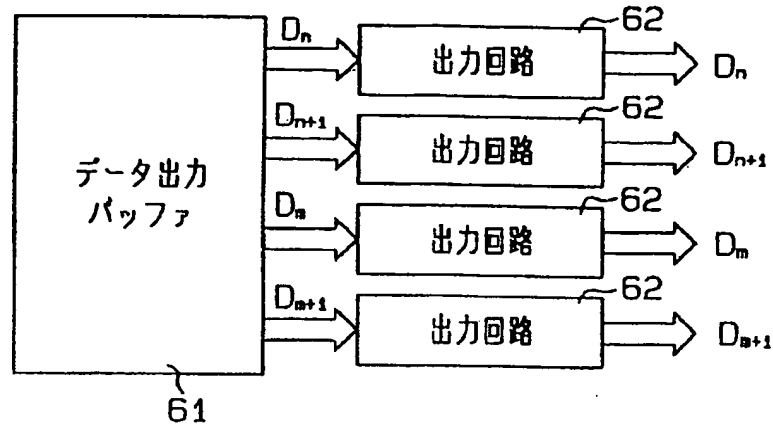 62
Dn
出力回路
Dn
62
Dn+1
出力回路
Dn+1
データ出力
バッファ
62
Dm
出力回路
Dm
62
Dm+1
出力回路
Dm+1
61